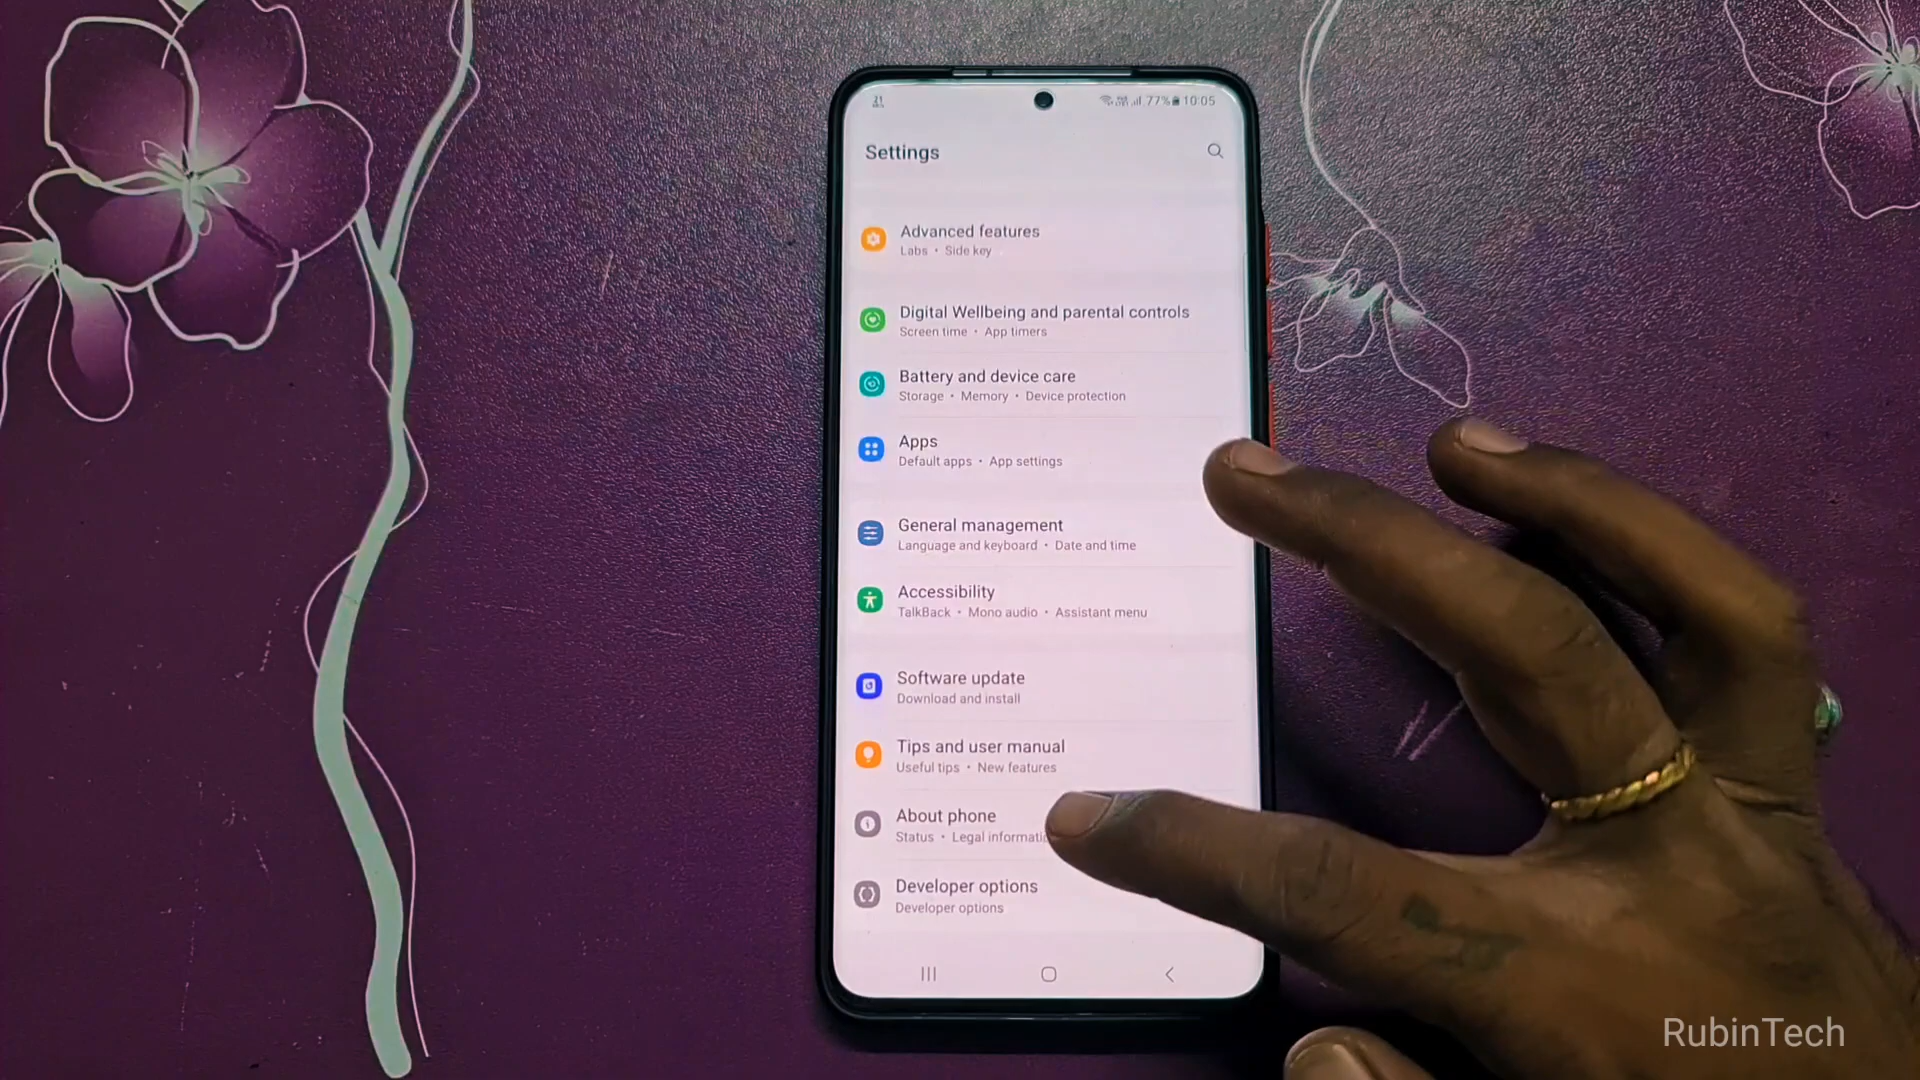 21
77% 10:05
Settings
Advanced features
Labs • Side key
Digital Wellbeing and parental controls
Screen time • App timers
Battery and device care
Storage • Memory • Device protection
Apps
Default apps • App settings
General management
Language and keyboard • Date and time
Accessibility
TalkBack • Mono audio • Assistant menu
Software update
Download and install
Tips and user manual
Useful tips • New features
About phone
Status • Legal informati
Developer options
Developer options
RubinTech